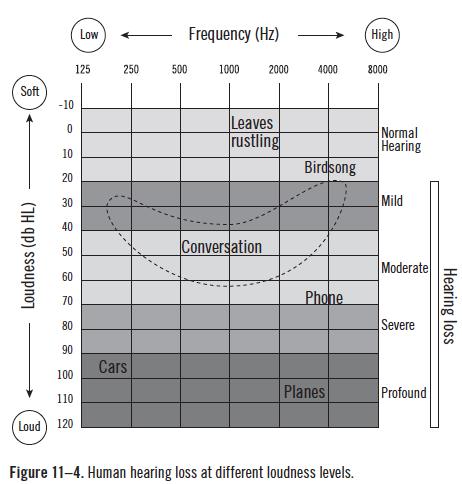 Low
Frequency (Hz)
High
125 250 500 1000 2000 4000 8000
Soft
-10
0
10
20
30
40
50
60
70
80
90
100
110
120
Loudness (db HL)
Loud
Leaves
rustling
Birdsong
Conversation
Phone
Cars
Planes
Normal
Hearing
Mild
Moderate
Severe
Profound
Hearing loss
Figure 11–4. Human hearing loss at different loudness levels.